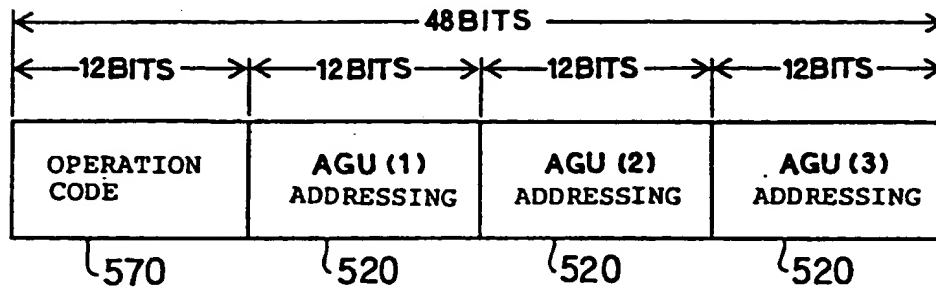 48BITS
12BITS 12BITS 12BITS 12BITS
OPERATION CODE AGU (1) ADDRESSING AGU (2) ADDRESSING AGU (3) ADDRESSING
570 520 520 520